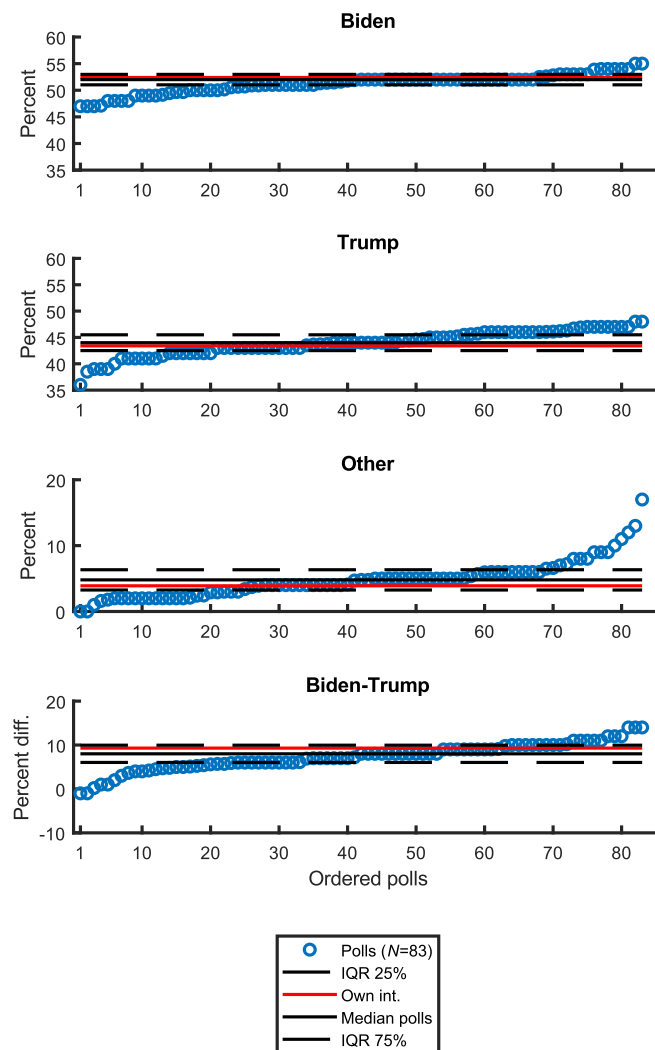 Biden
60
55
50
45
40
35
Percent
1 10 20 30 40 50 60 70 80
Trump
60
55
50
45
40
35
Percent
1 10 20 30 40 50 60 70 80
Other
20
10
0
Percent
1 10 20 30 40 50 60 70 80
Biden-Trump
20
10
0
-10
Percent diff.
1 10 20 30 40 50 60 70 80
Ordered polls
Polls (N=83)
IQR 25%
Own int.
Median polls
IQR 75%